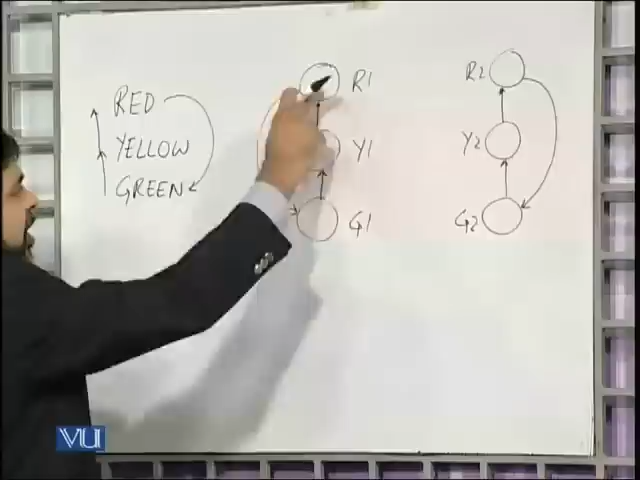 RED
YELLOW
GREEN
R1
Y1
G1
R2
Y2
G2
VU